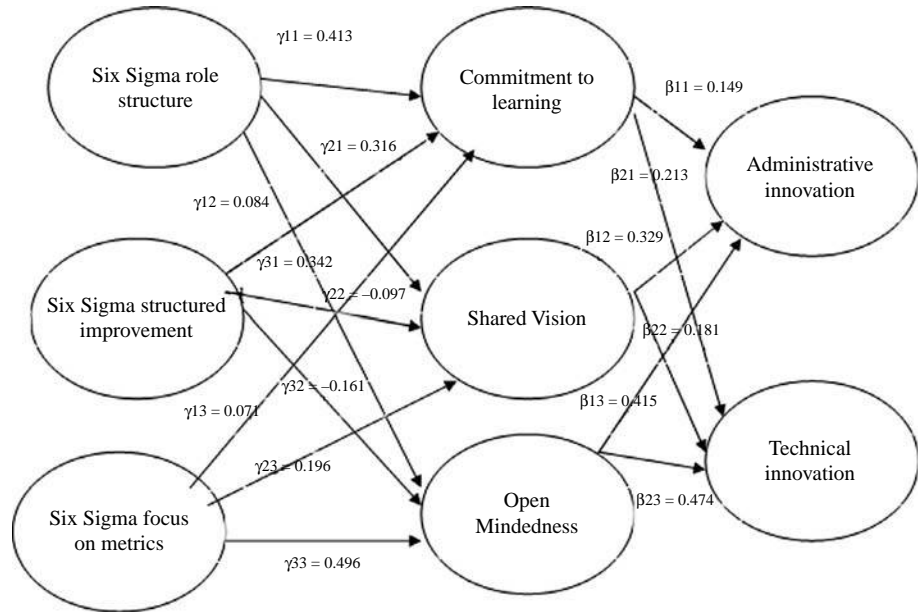 γ11 = 0.413
Six Sigma role
structure
Commitment to
learning
β11 = 0.149
γ21 = 0.316
β21 = 0.213
Administrative
innovation
γ12 = 0.084
β12 = 0.329
γ31 = 0.342
γ22 = –0.097
Six Sigma structured
improvement
Shared Vision
β22 = 0.181
γ32 = –0.161
γ13 = 0.071
β13 = 0.415
Technical
innovation
γ23 = 0.196
Open
Mindedness
β23 = 0.474
Six Sigma focus
on metrics
γ33 = 0.496